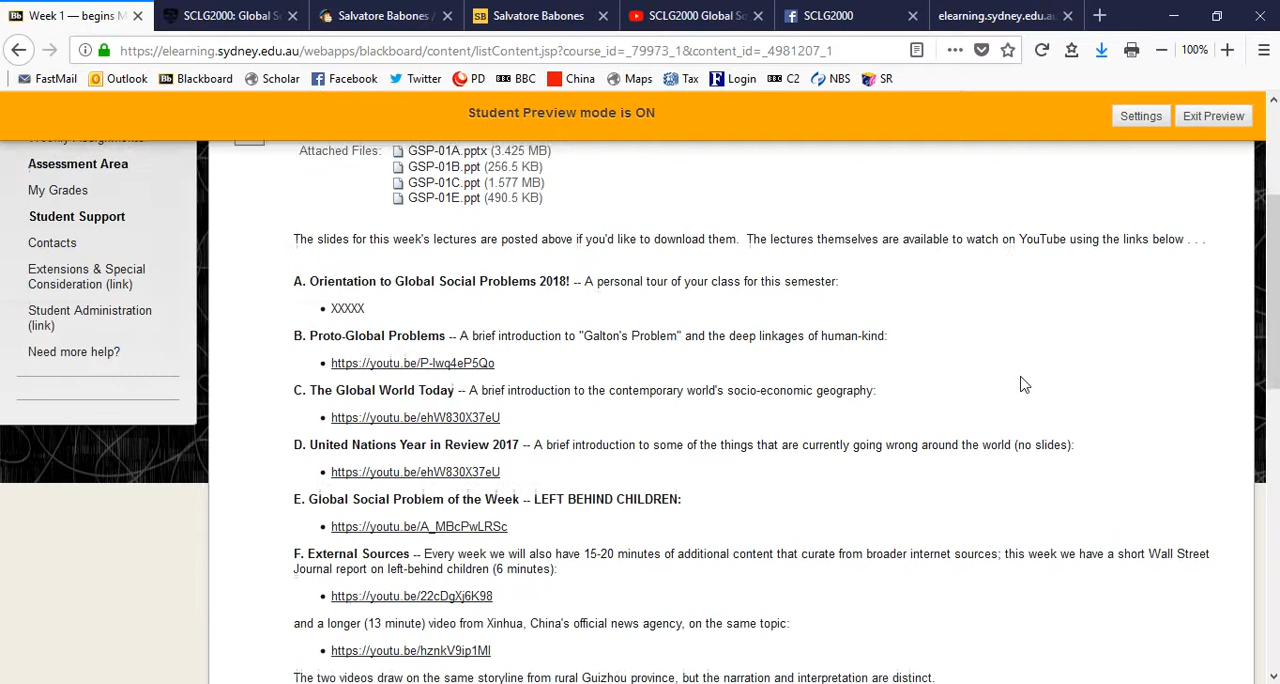 Week 1 — begins M
SCLG2000: Global S
Salvatore Babones /
Salvatore Babones
SCLG2000 Global So
SCLG2000
elearning.sydney.edu.au/
https://elearning.sydney.edu.au/webapps/blackboard/content/listContent.jsp?course_id=_79973_1&content_id=_4981207_1
100%
FastMail Outlook Blackboard Scholar Facebook Twitter PD BBC China Maps Tax Login C2 NBS SR
Student Preview mode is ON
Settings
Exit Preview
Assessment Area
My Grades
Student Support
Contacts
Extensions & Special
Consideration (link)
Student Administration
(link)
Need more help?
Attached Files: GSP-01A.pptx (3.425 MB)
GSP-01B.ppt (256.5 KB)
GSP-01C.ppt (1.577 MB)
GSP-01E.ppt (490.5 KB)
The slides for this week's lectures are posted above if you'd like to download them. The lectures themselves are available to watch on YouTube using the links below . . .
A. Orientation to Global Social Problems 2018! -- A personal tour of your class for this semester:
• XXXXX
B. Proto-Global Problems -- A brief introduction to "Galton's Problem" and the deep linkages of human-kind:
• https://youtu.be/P-lwq4eP5Qo
C. The Global World Today -- A brief introduction to the contemporary world's socio-economic geography:
• https://youtu.be/ehW830X37eU
D. United Nations Year in Review 2017 -- A brief introduction to some of the things that are currently going wrong around the world (no slides):
• https://youtu.be/ehW830X37eU
E. Global Social Problem of the Week -- LEFT BEHIND CHILDREN:
• https://youtu.be/A_MBcPwLRSc
F. External Sources -- Every week we will also have 15-20 minutes of additional content that curate from broader internet sources; this week we have a short Wall Street
Journal report on left-behind children (6 minutes):
• https://youtu.be/22cDgXj6K98
and a longer (13 minute) video from Xinhua, China's official news agency, on the same topic:
• https://youtu.be/hznkV9ip1MI
The two videos draw on the same storyline from rural Guizhou province, but the narration and interpretation are distinct.